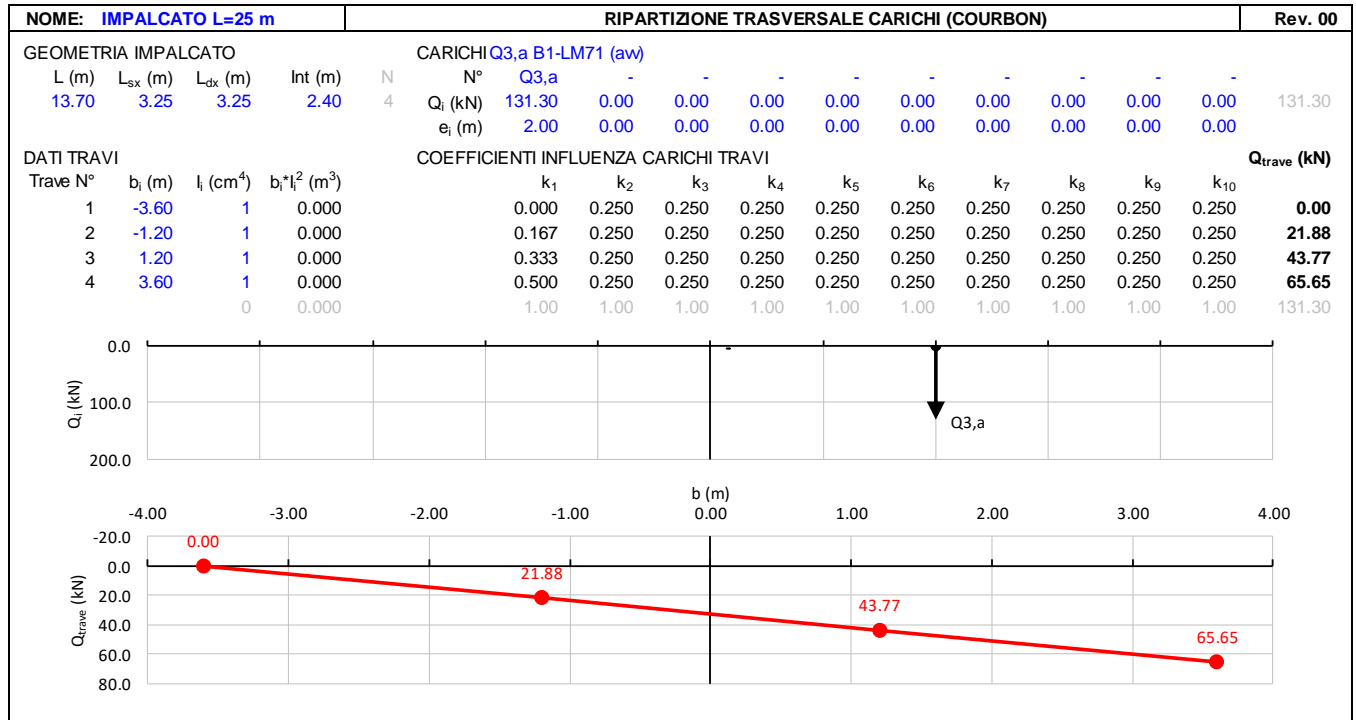 NOME: IMPALCATO L=25 m RIPARTIZIONE TRASVERSALE CARICHI (COURBON) Rev. 00
GEOMETRIA IMPALCATO CARICHI Q3,a B1-LM71 (avv)
L (m) Lsx (m) Ldx (m) Int (m) N N° Q3,a - - - - - - - - -
13.70 3.25 3.25 2.40 4 Qi (kN) 131.30 0.00 0.00 0.00 0.00 0.00 0.00 0.00 0.00 0.00 131.30
ei (m) 2.00 0.00 0.00 0.00 0.00 0.00 0.00 0.00 0.00 0.00
DATI TRAVI COEFFICIENTI INFLUENZA CARICHI TRAVI Qtrave (kN)
Trave N° bi (m) Ii (cm4) bi*Ii2 (m3) k1 k2 k3 k4 k5 k6 k7 k8 k9 k10
1 -3.60 1 0.000 0.000 0.250 0.250 0.250 0.250 0.250 0.250 0.250 0.250 0.250 0.00
2 -1.20 1 0.000 0.167 0.250 0.250 0.250 0.250 0.250 0.250 0.250 0.250 0.250 21.88
3 1.20 1 0.000 0.333 0.250 0.250 0.250 0.250 0.250 0.250 0.250 0.250 0.250 43.77
4 3.60 1 0.000 0.500 0.250 0.250 0.250 0.250 0.250 0.250 0.250 0.250 0.250 65.65
0 0.000 1.00 1.00 1.00 1.00 1.00 1.00 1.00 1.00 1.00 1.00 131.30
0.0
100.0
200.0
Qi (kN)
Q3,a
b (m)
-4.00 -3.00 -2.00 -1.00 0.00 1.00 2.00 3.00 4.00
-20.0
0.0
20.0
40.0
60.0
80.0
Qtrave (kN)
0.00
21.88
43.77
65.65